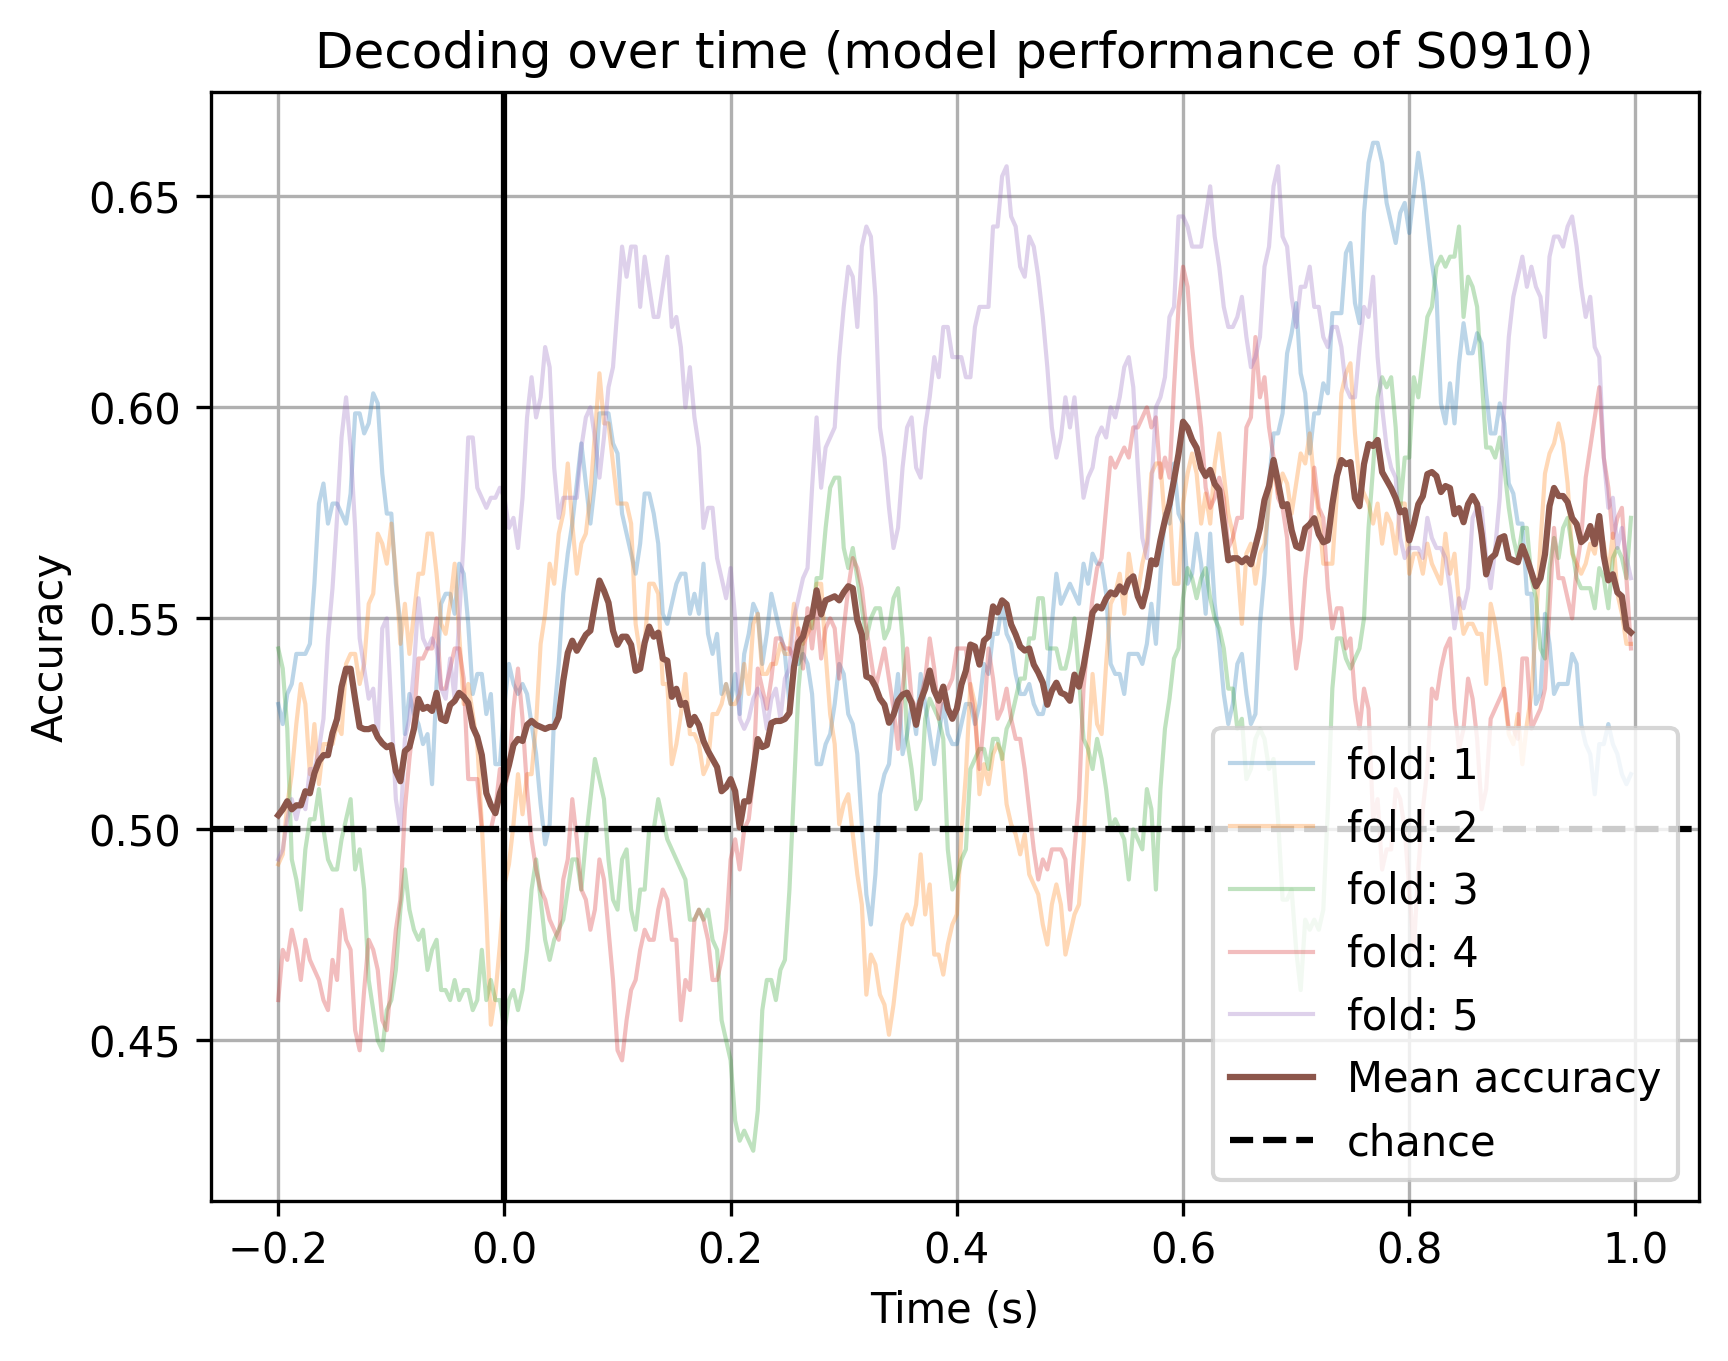 Decoding over time (model performance of S0910)
Accuracy
0.65
0.60
0.55
0.50
0.45
−0.2
0.0
0.2
0.4
0.6
0.8
1.0
Time (s)
fold: 1
fold: 2
fold: 3
fold: 4
fold: 5
Mean accuracy
chance